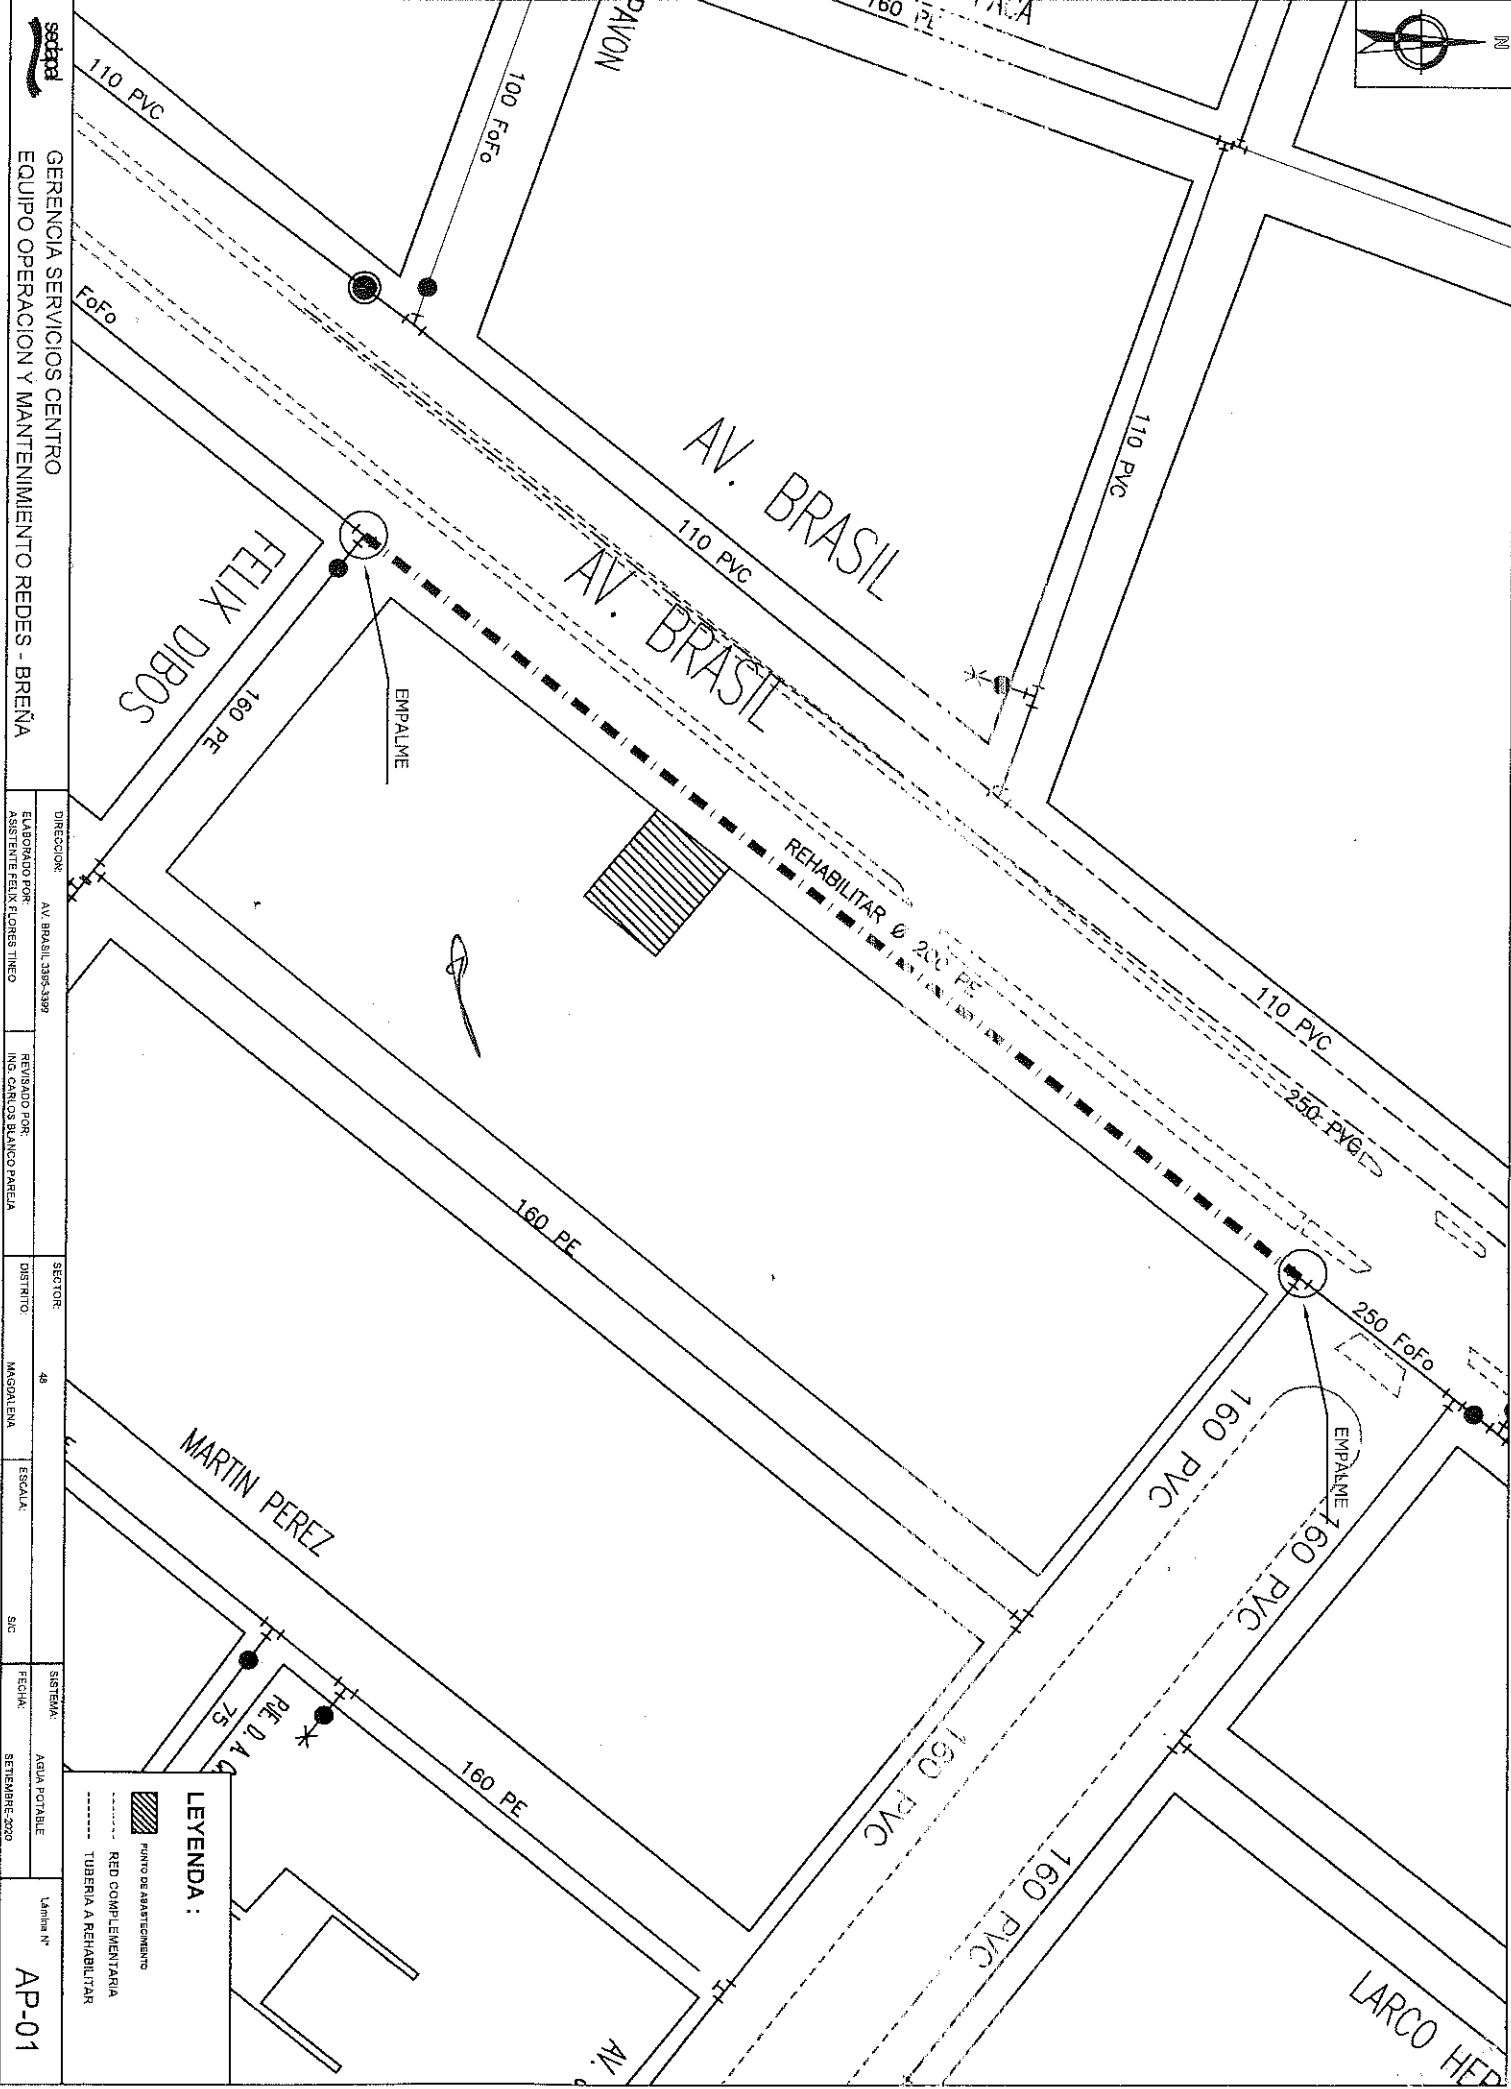 N
PAVON
160 PE
100 FoFo
110 PVC
FoFo
AV. BRASIL
110 PVC
AV. BRASIL
110 PVC
FELIX DIBOS
160 PE
EMPALME
REHABILITAR Ø 200 PE
110 PVC
250 PVC
250 FoFo
EMPALME
160 PE
160 PVC
160 PVC
160 PVC
160 PVC
MARTIN PEREZ
75
PJE. D. A.
160 PE
AV.
LARCO HER
LEYENDA :
PUNTO DE ABASTECIMIENTO
RED COMPLEMENTARIA
TUBERIA A REHABILITAR
sedapal
GERENCIA SERVICIOS CENTRO
EQUIPO OPERACION Y MANTENIMIENTO REDES - BREÑA
DIRECCION: AV. BRASIL 3395-3399
ELABORADO POR: ASISTENTE FELIX FLORES TINEO
REVISADO POR: ING. CARLOS BLANCO PAREJA
SECTOR: 48
DISTRITO: MAGDALENA
ESCALA: S/C
SISTEMA: AGUA POTABLE
FECHA: SETIEMBRE-2020
Lámina N°
AP-01